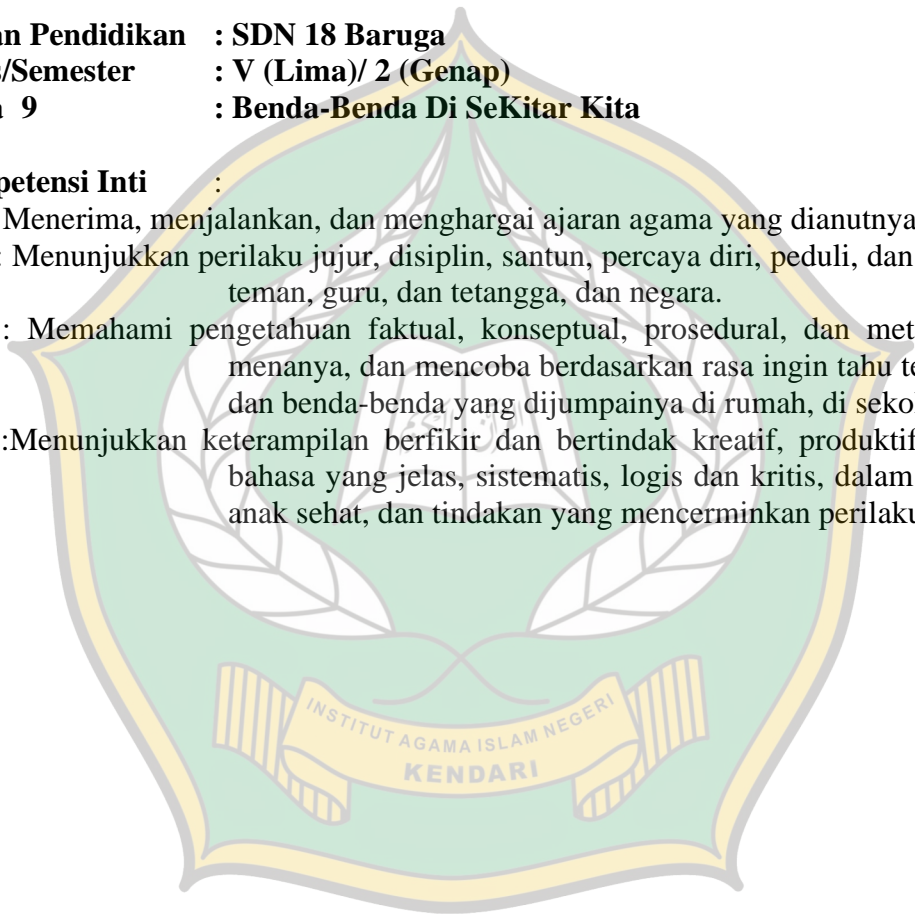 an Pendidikan : SDN 18 Baruga
s/Semester : V (Lima)/ 2 (Genap)
a 9 : Benda-Benda Di SeKitar Kita
petensi Inti :
Menerima, menjalankan, dan menghargai ajaran agama yang dianutnya
: Menunjukkan perilaku jujur, disiplin, santun, percaya diri, peduli, dan
teman, guru, dan tetangga, dan negara.
: Memahami pengetahuan faktual, konseptual, prosedural, dan met
menanya, dan mencoba berdasarkan rasa ingin tahu te
dan benda-benda yang dijumpainya di rumah, di seko
:Menunjukkan keterampilan berfikir dan bertindak kreatif, produktif
bahasa yang jelas, sistematis, logis dan kritis, dalam
anak sehat, dan tindakan yang mencerminkan perilaku
INSTITUT AGAMA ISLAM NEGERI
KENDARI